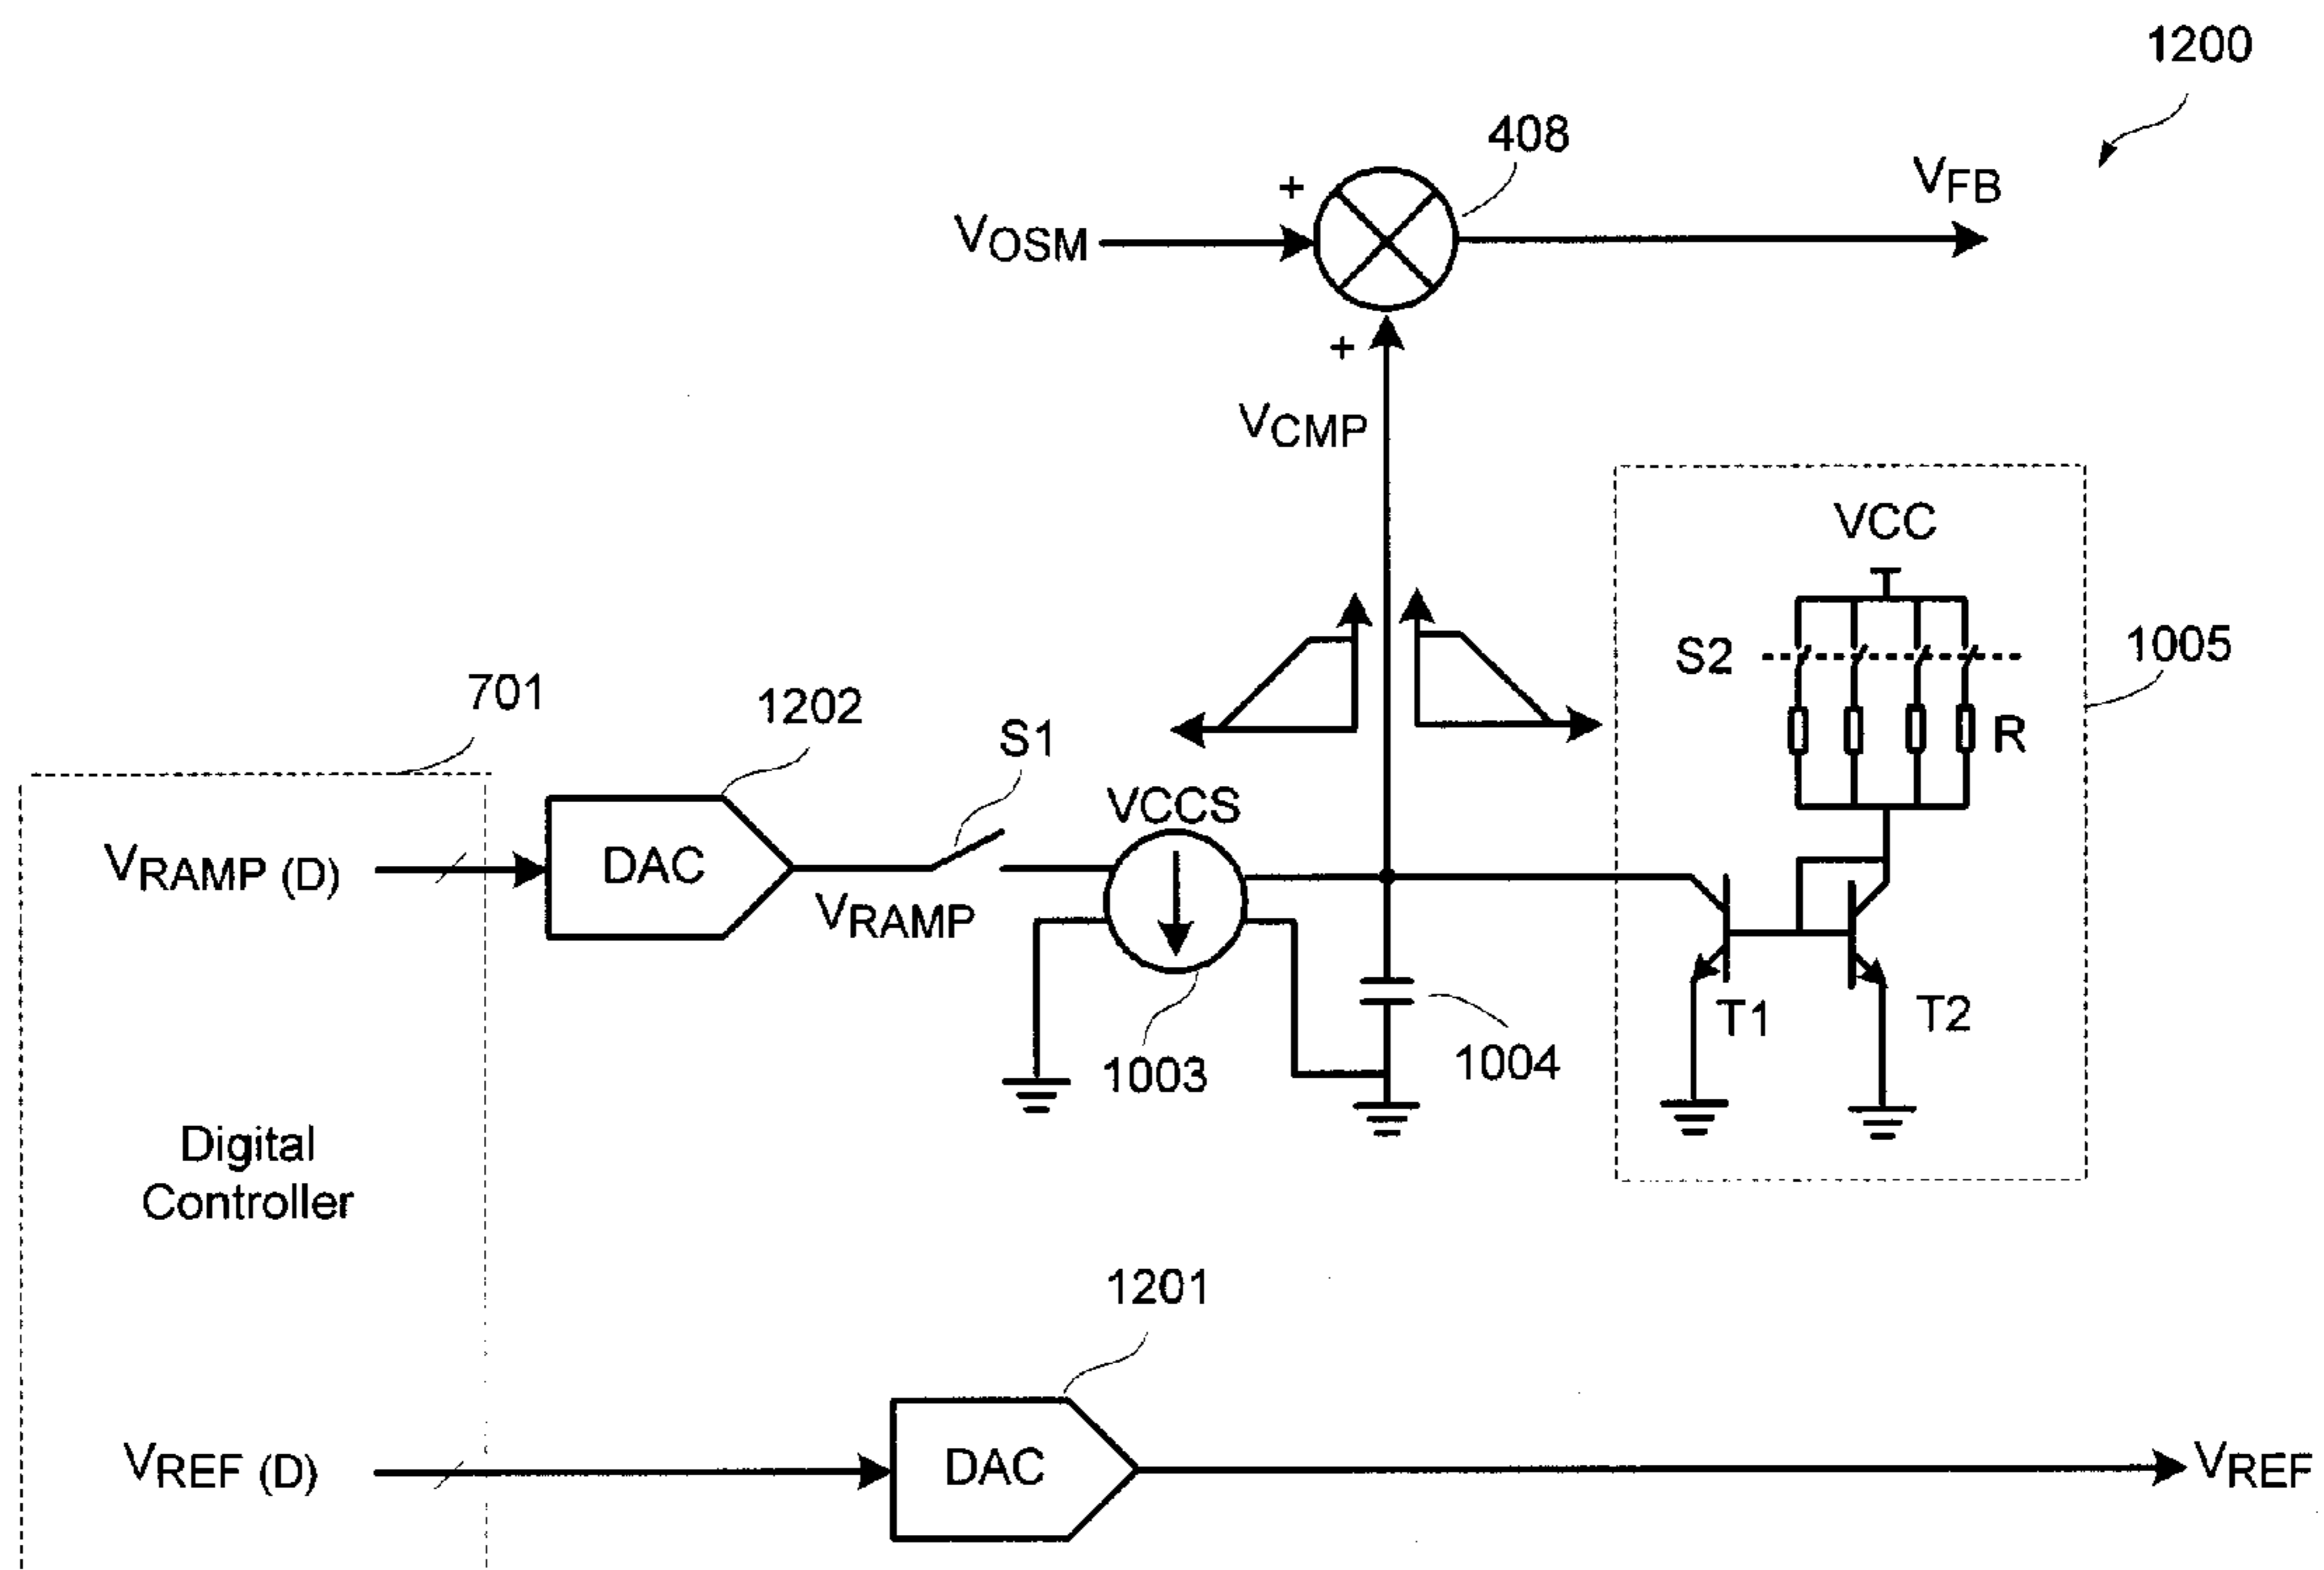 1200
408
+
VOSM
VFB
+
VCMP
VCC
S2
1005
R
701
1202
S1
VCCS
VRAMP (D)
DAC
VRAMP
T1
T2
1003
1004
Digital
Controller
1201
VREF (D)
DAC
VREF